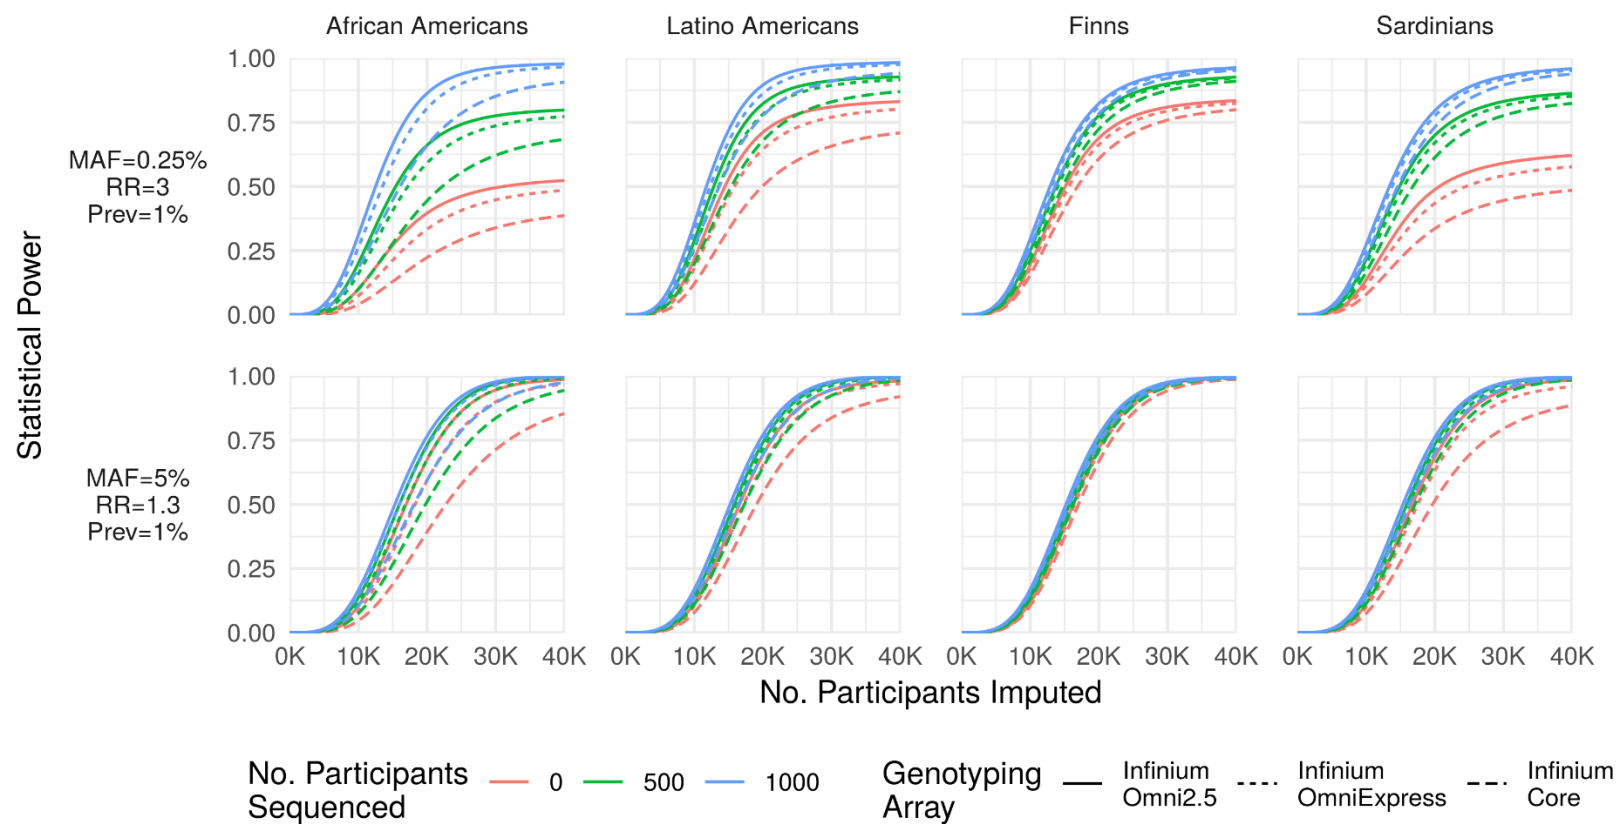 African Americans Latino Americans Finns Sardinians
1.00
0.75
0.50
0.25
0.00
MAF=0.25%
RR=3
Prev=1%
Statistical Power
1.00
0.75
0.50
0.25
0.00
MAF=5%
RR=1.3
Prev=1%
0K 10K 20K 30K 40K 0K 10K 20K 30K 40K 0K 10K 20K 30K 40K 0K 10K 20K 30K 40K
No. Participants Imputed
No. Participants
Sequenced
0 500 1000
Genotyping
Array
Infinium
Omni2.5
Infinium
OmniExpress
Infinium
Core